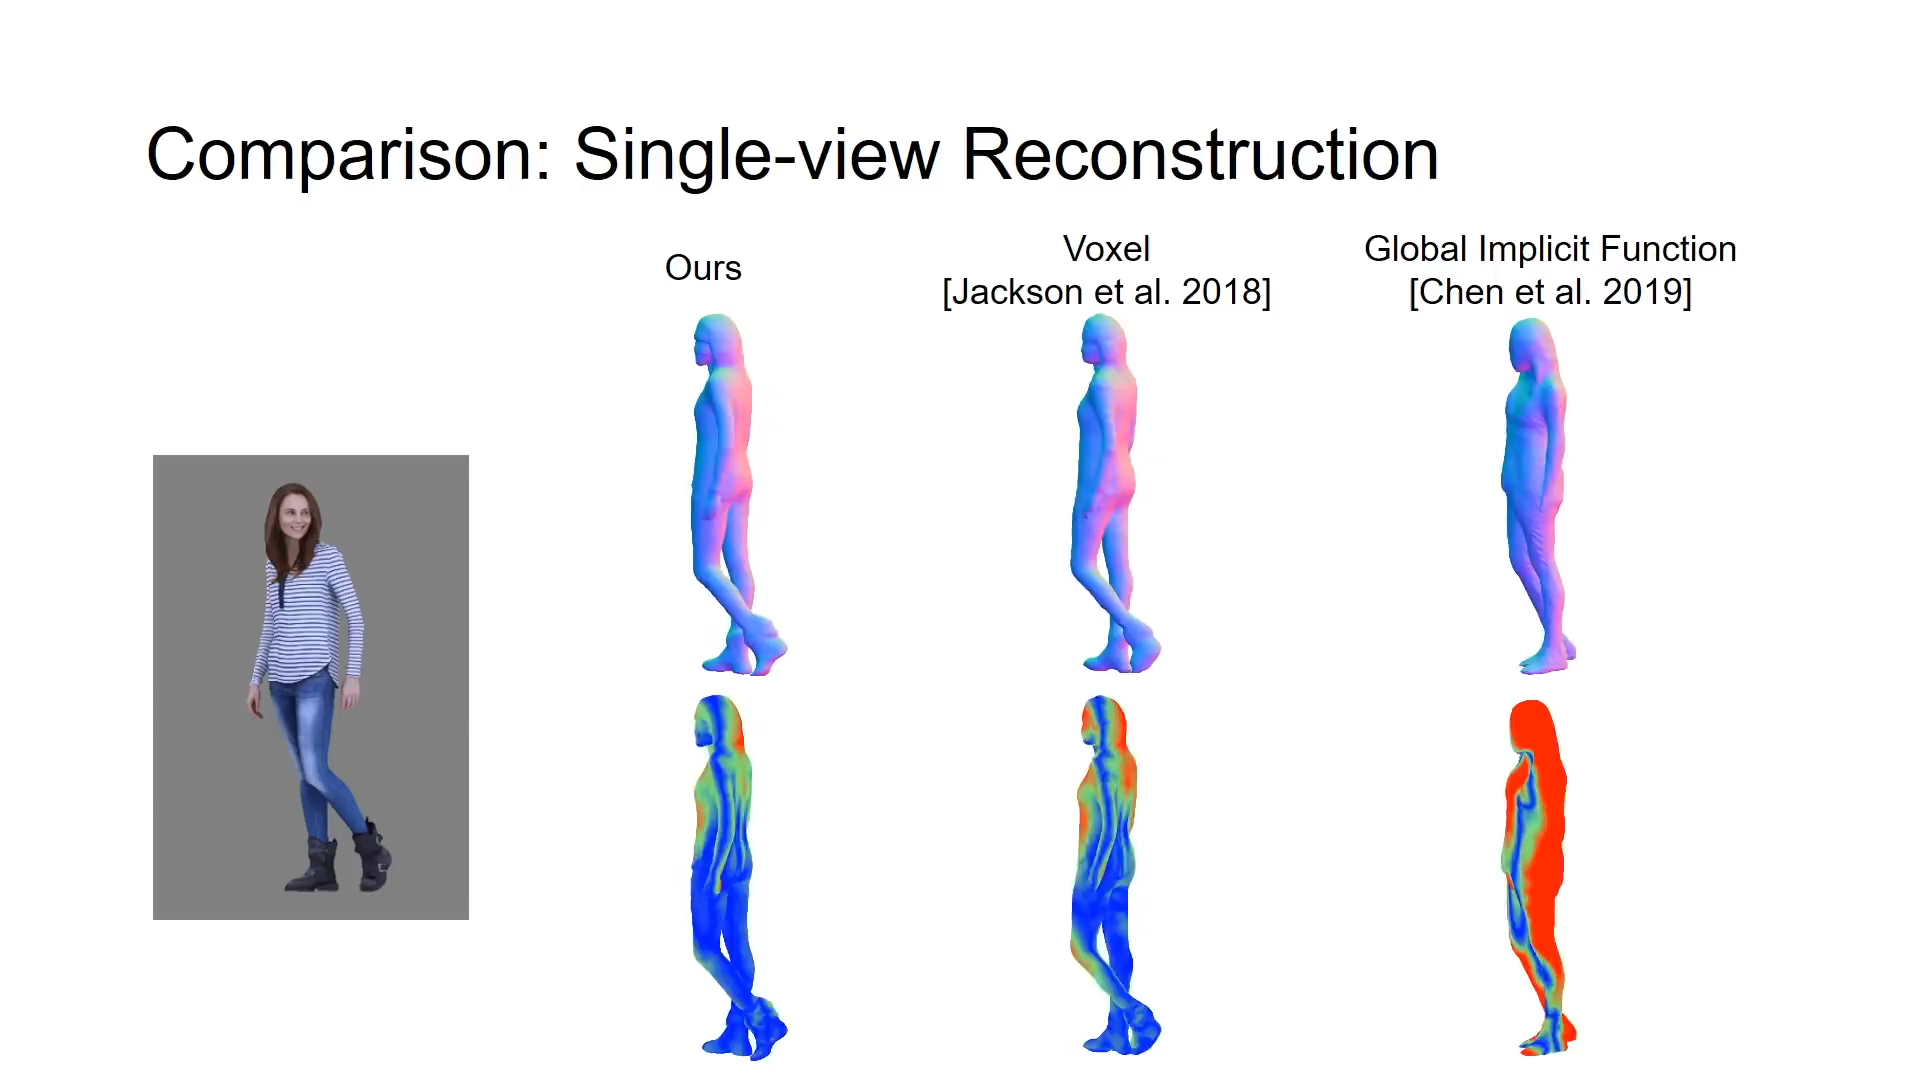 Comparison: Single-view Reconstruction
Ours
Voxel
[Jackson et al. 2018]
Global Implicit Function
[Chen et al. 2019]